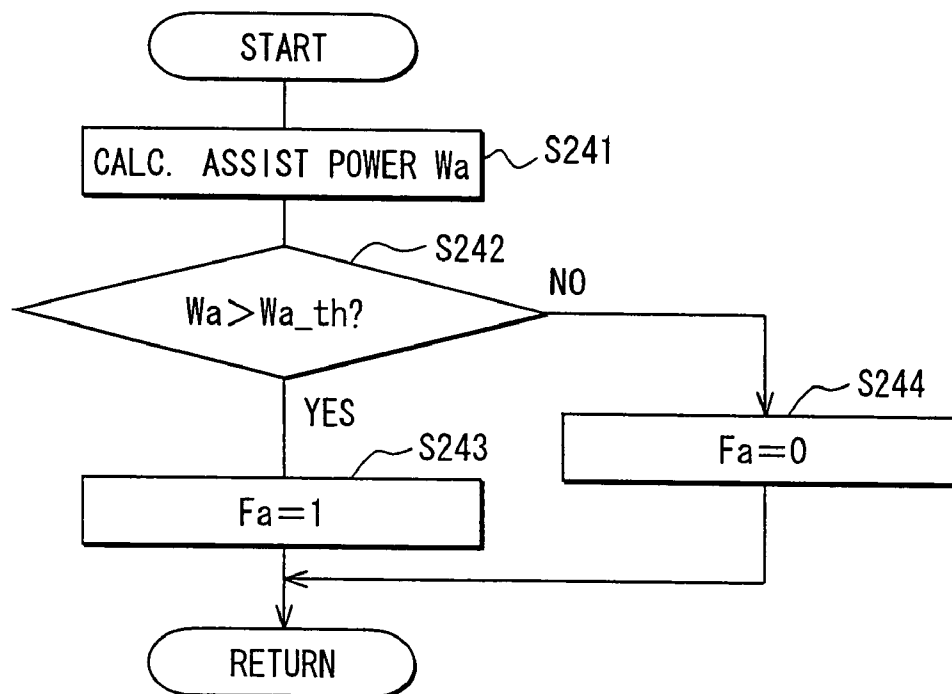 START
CALC. ASSIST POWER Wa
S241
S242
Wa>Wa_th?
NO
YES
S244
Fa=0
S243
Fa=1
RETURN